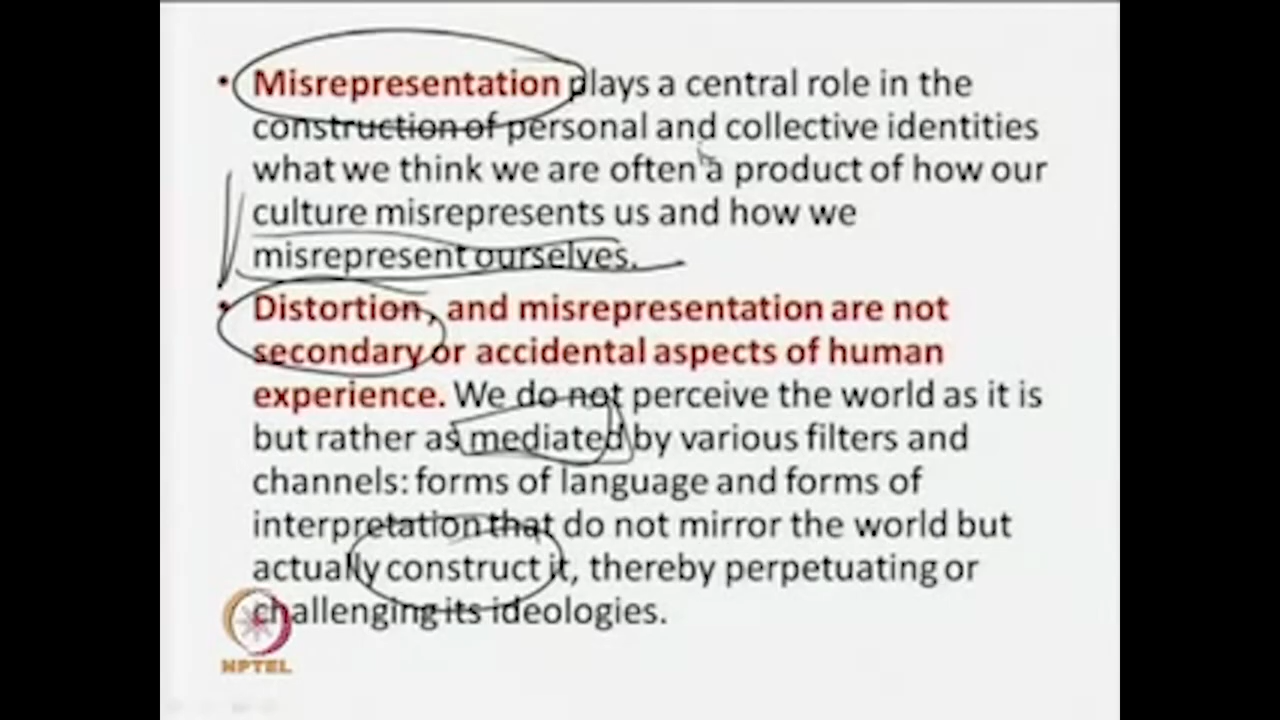 • Misrepresentation plays a central role in the
construction of personal and collective identities
what we think we are often a product of how our
culture misrepresents us and how we
misrepresent ourselves.
• Distortion, and misrepresentation are not
secondary or accidental aspects of human
experience. We do not perceive the world as it is
but rather as mediated by various filters and
channels: forms of language and forms of
interpretation that do not mirror the world but
actually construct it, thereby perpetuating or
challenging its ideologies.
NPTEL